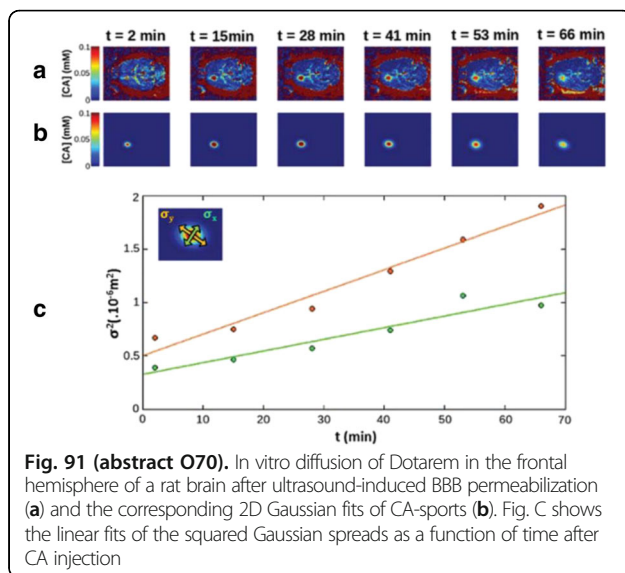 t = 2 min t = 15min t = 28 min t = 41 min t = 53 min t = 66 min
a
[CA] (mM)
0.1
0.05
0
b
[CA] (mM)
0.1
0.05
0
c
σ²(.10⁻⁶m²)
2
1.5
1
0.5
0
σy σx
0 10 20 30 40 50 60 70
t (min)
Fig. 91 (abstract O70). In vitro diffusion of Dotarem in the frontal
hemisphere of a rat brain after ultrasound-induced BBB permeabilization
(a) and the corresponding 2D Gaussian fits of CA-sports (b). Fig. C shows
the linear fits of the squared Gaussian spreads as a function of time after
CA injection